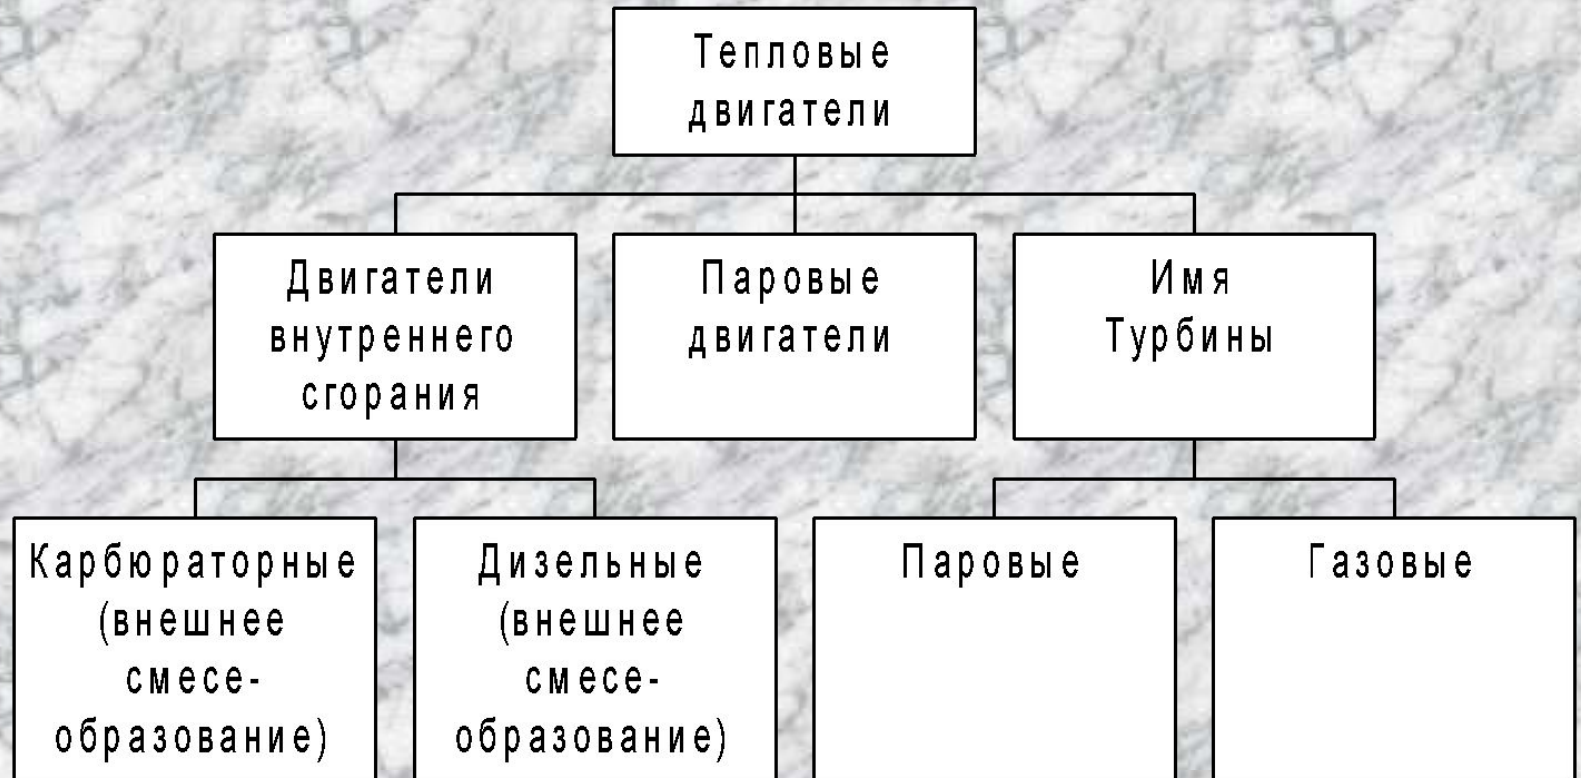 Тепловые
двигатели
Двигатели
внутреннего
сгорания
Паровые
двигатели
Имя
Турбины
Карбюраторные
(внешнее
смесе-
образование)
Дизельные
(внешнее
смесе-
образование)
Паровые
Газовые